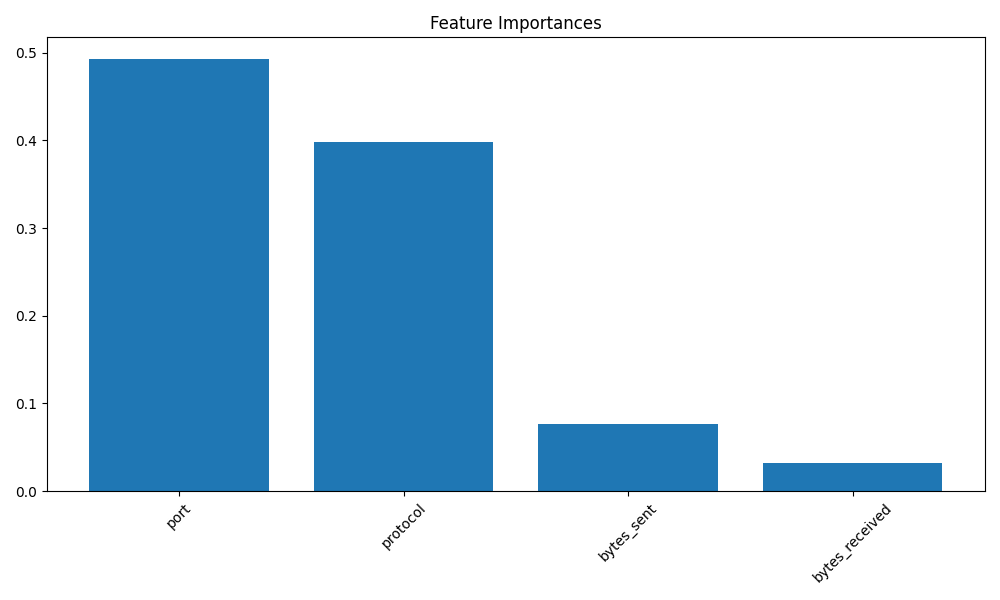 Feature Importances
0.5
0.4
0.3
0.2
0.1
0.0
port
protocol
bytes_sent
bytes_received